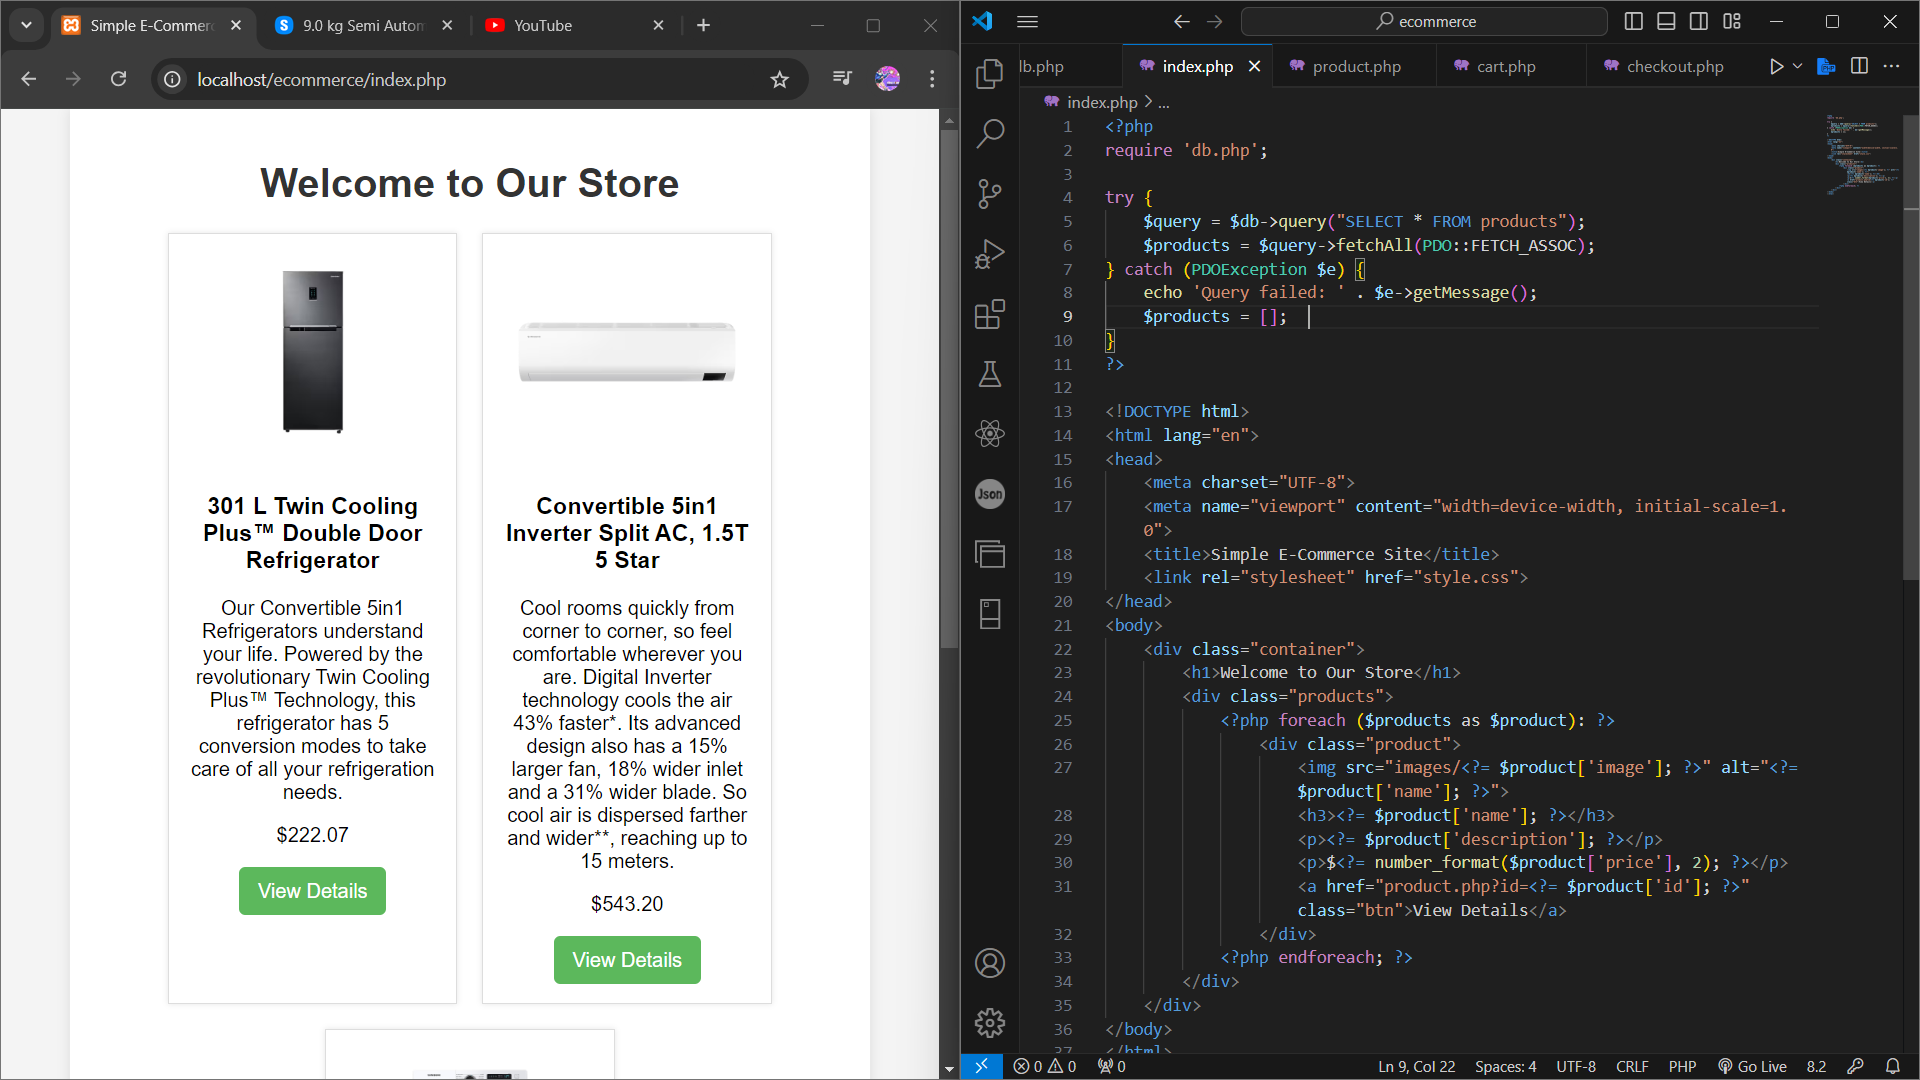 Simple E-Commerc
9.0 kg Semi Autom
YouTube
localhost/ecommerce/index.php
Welcome to Our Store
301 L Twin Cooling
Plus™ Double Door
Refrigerator
Our Convertible 5in1
Refrigerators understand
your life. Powered by the
revolutionary Twin Cooling
Plus™ Technology, this
refrigerator has 5
conversion modes to take
care of all your refrigeration
needs.
$222.07
View Details
Convertible 5in1
Inverter Split AC, 1.5T
5 Star
Cool rooms quickly from
corner to corner, so feel
comfortable wherever you
are. Digital Inverter
technology cools the air
43% faster*. Its advanced
design also has a 15%
larger fan, 18% wider inlet
and a 31% wider blade. So
cool air is dispersed farther
and wider**, reaching up to
15 meters.
$543.20
View Details
ecommerce
lb.php
index.php
product.php
cart.php
checkout.php
index.php > ...
Json
1 <?php
2 require 'db.php';
3
4 try {
5 $query = $db->query("SELECT * FROM products");
6 $products = $query->fetchAll(PDO::FETCH_ASSOC);
7 } catch (PDOException $e) {
8 echo 'Query failed: ' . $e->getMessage();
9 $products = [];
10 }
11 ?>
12
13 <!DOCTYPE html>
14 <html lang="en">
15 <head>
16 <meta charset="UTF-8">
17 <meta name="viewport" content="width=device-width, initial-scale=1.
0">
18 <title>Simple E-Commerce Site</title>
19 <link rel="stylesheet" href="style.css">
20 </head>
21 <body>
22 <div class="container">
23 <h1>Welcome to Our Store</h1>
24 <div class="products">
25 <?php foreach ($products as $product): ?>
26 <div class="product">
27 <img src="images/<?= $product['image']; ?>" alt="<?=
$product['name']; ?>">
28 <h3><?= $product['name']; ?></h3>
29 <p><?= $product['description']; ?></p>
30 <p>$<?= number_format($product['price'], 2); ?></p>
31 <a href="product.php?id=<?= $product['id']; ?>"
class="btn">View Details</a>
32 </div>
33 <?php endforeach; ?>
34 </div>
35 </div>
36 </body>
37 </html>
0 0 0
Ln 9, Col 22
Spaces: 4
UTF-8
CRLF
PHP
Go Live
8.2